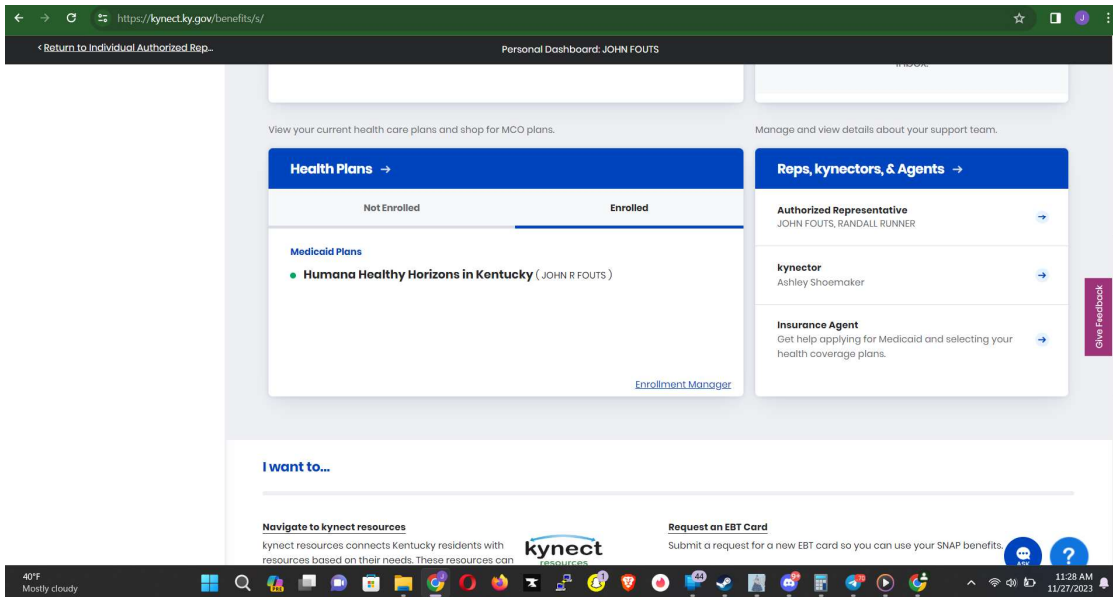 https://kynect.ky.gov/benefits/s/
J
< Return to Individual Authorized Rep...
Personal Dashboard: JOHN FOUTS
View your current health care plans and shop for MCO plans.
Manage and view details about your support team.
Health Plans →
Not Enrolled
Enrolled
Medicaid Plans
Humana Healthy Horizons in Kentucky ( JOHN R FOUTS )
Enrollment Manager
Reps, kynectors, & Agents →
Authorized Representative
JOHN FOUTS, RANDALL RUNNER
kynector
Ashley Shoemaker
Insurance Agent
Get help applying for Medicaid and selecting your
health coverage plans.
Give Feedback
I want to...
Navigate to kynect resources
kynect resources connects Kentucky residents with
resources based on their needs. These resources can
kynect
resources
Request an EBT Card
Submit a request for a new EBT card so you can use your SNAP benefits.
ASK
?
40°F
Mostly cloudy
44
11:28 AM
11/27/2023